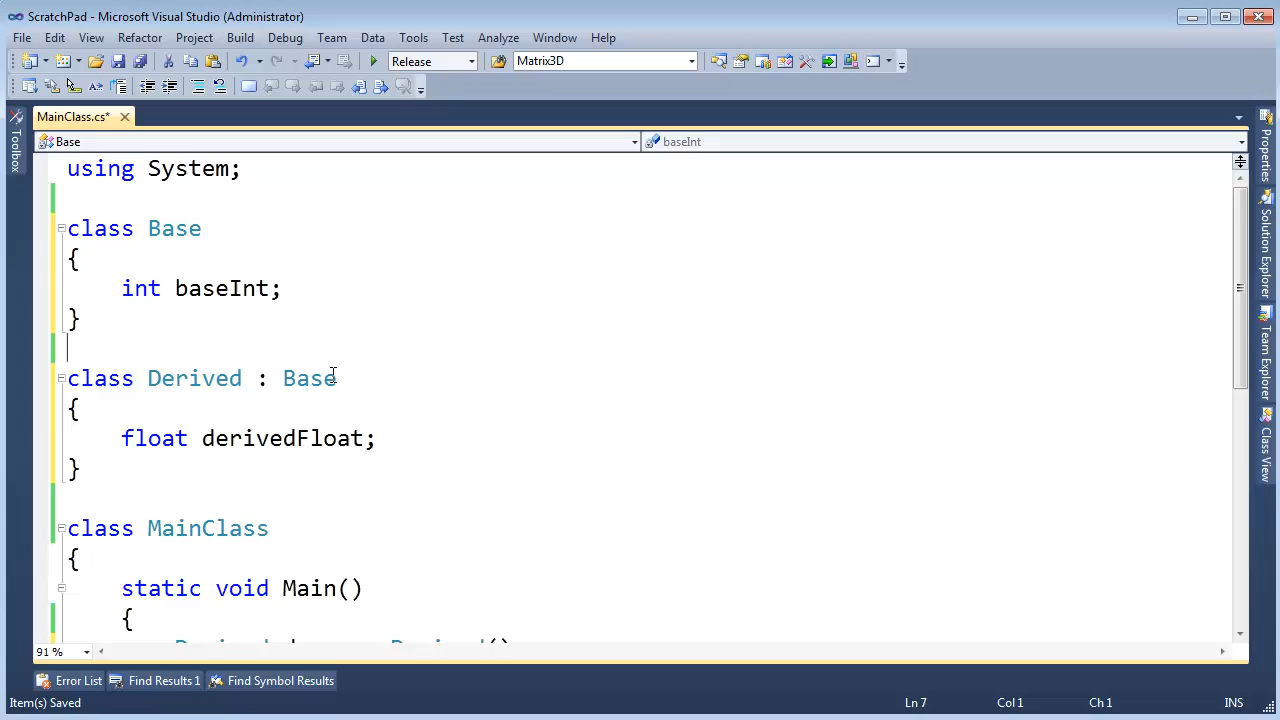 ScratchPad - Microsoft Visual Studio (Administrator)
File Edit View Refactor Project Build Debug Team Data Tools Test Analyze Window Help
Release Matrix3D
MainClass.cs*
Base baseInt
Toolbox
Properties
Solution Explorer
Team Explorer
Class View
using System;
class Base
{
int baseInt;
}
class Derived : Base
{
float derivedFloat;
}
class MainClass
{
static void Main()
{
91 %
Error List Find Results 1 Find Symbol Results
Item(s) Saved Ln 7 Col 1 Ch 1 INS